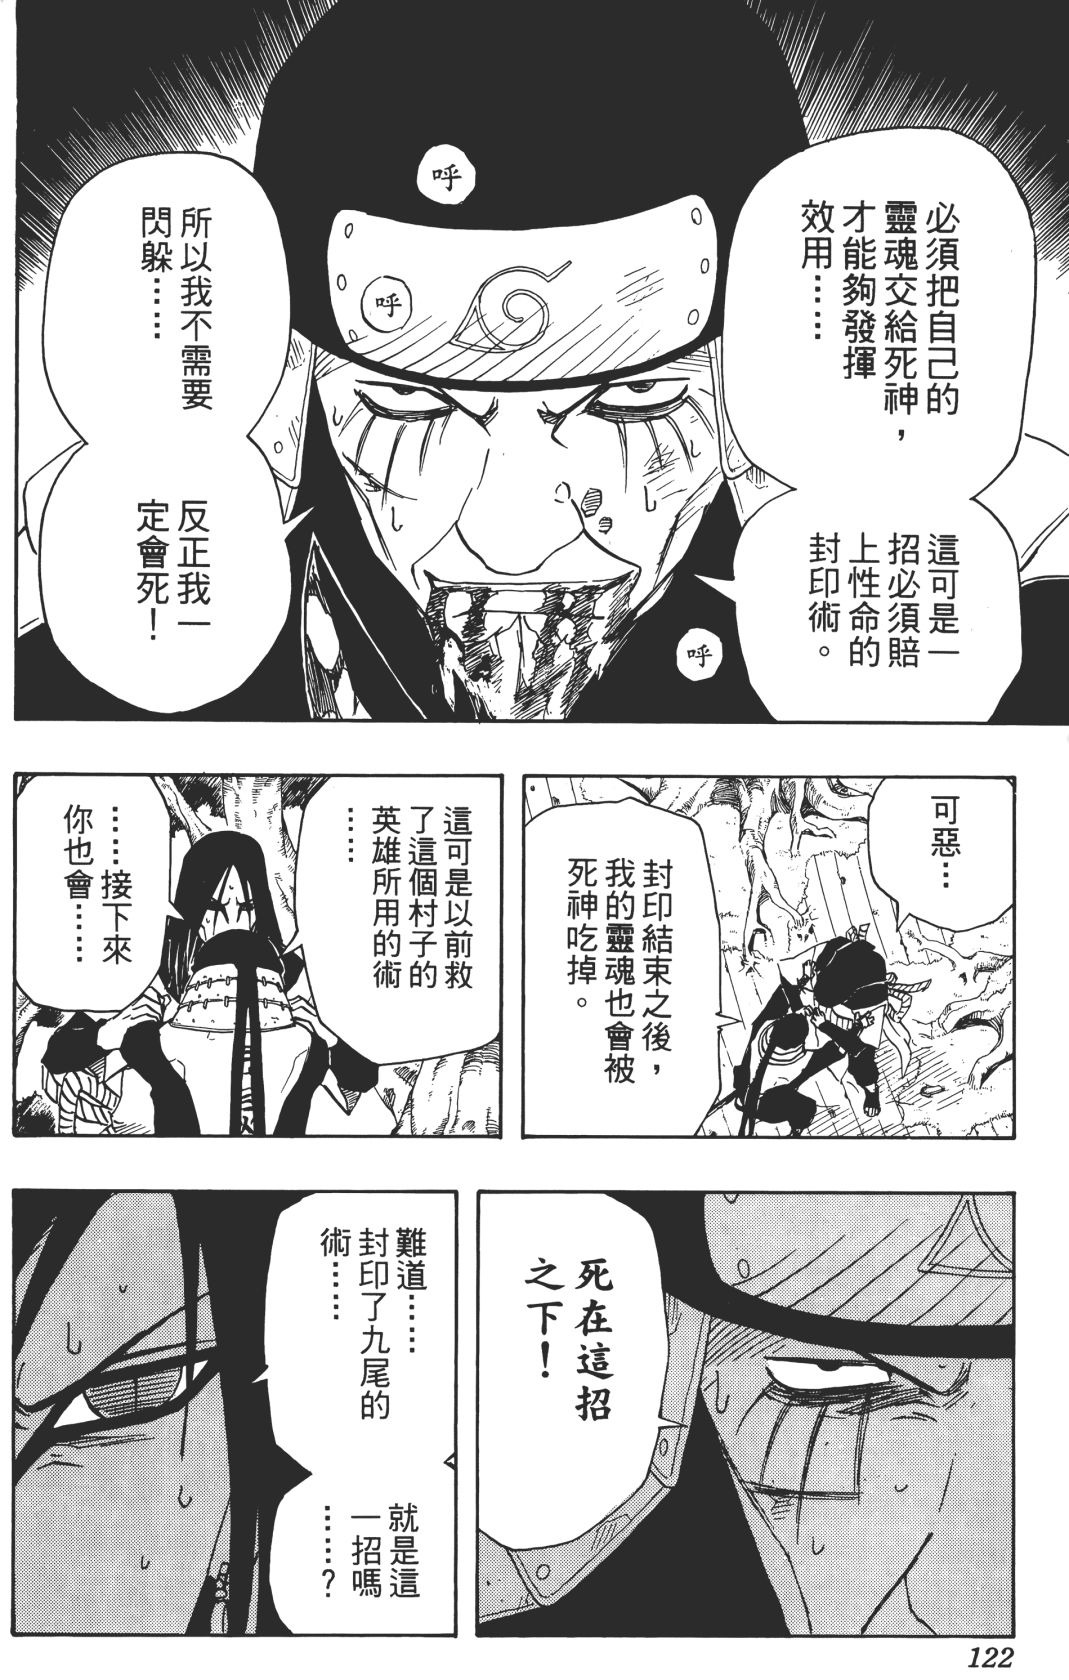 必須把自己的
靈魂交給死神，
才能夠發揮
效用……
這可是一
招必須賠
上性命的
封印術。
呼
呼
呼
所以我不需要
閃躲……
反正我一
定會死！
可惡…
封印結束之後，
我的靈魂也會被
死神吃掉。
這可是以前救
了這個村子的
英雄所用的術
……
……接下來
你也會……
死在這招
之下！
難道……
封印了九尾的
術……
就是這
一招嗎
……？
122